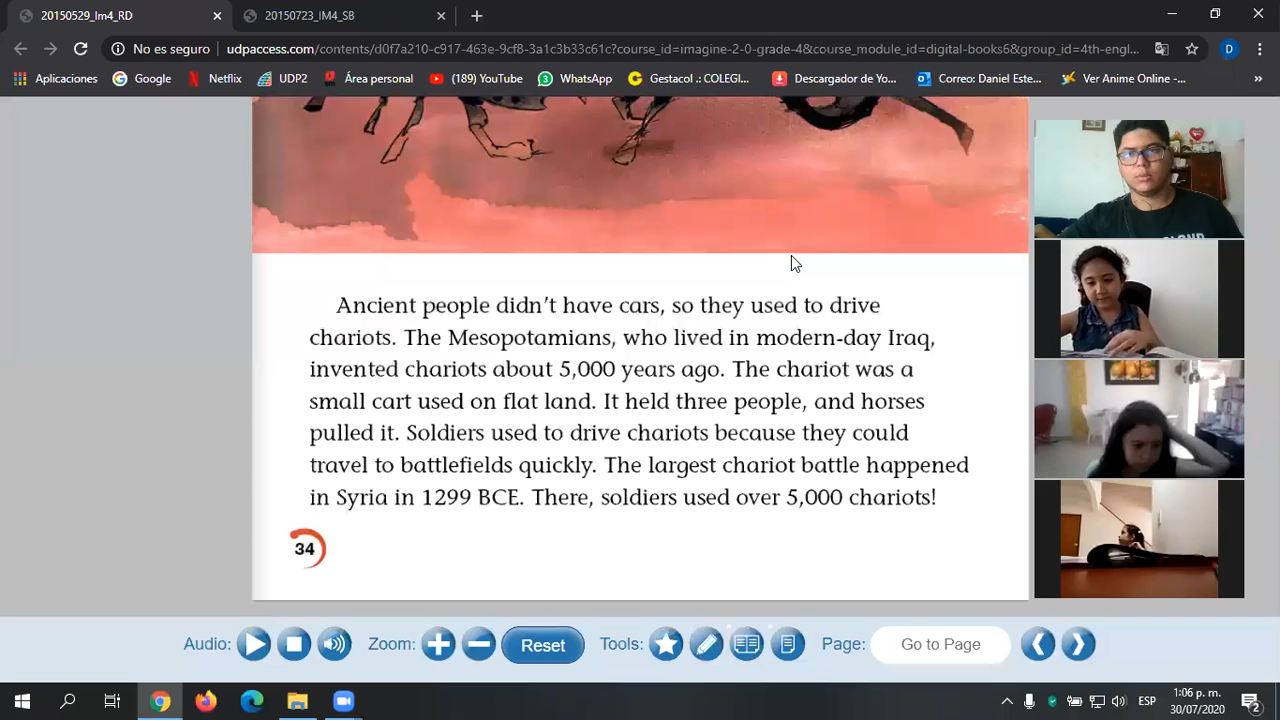 20150529_Im4_RD
20150723_IM4_SB
No es seguro
udpaccess.com/contents/d0f7a210-c917-463e-9cf8-3a1c3b33c61c?course_id=imagine-2-0-grade-4&course_module_id=digital-books6&group_id=4th-engl...
D
Aplicaciones
Google
Netflix
UDP2
Área personal
(189) YouTube
WhatsApp
Gestacol .: COLEGI...
Descargador de Yo...
Correo: Daniel Este...
Ver Anime Online -...
»
Ancient people didn't have cars, so they used to drive
chariots. The Mesopotamians, who lived in modern-day Iraq,
invented chariots about 5,000 years ago. The chariot was a
small cart used on flat land. It held three people, and horses
pulled it. Soldiers used to drive chariots because they could
travel to battlefields quickly. The largest chariot battle happened
in Syria in 1299 BCE. There, soldiers used over 5,000 chariots!
34
Audio:
Zoom:
Reset
Tools:
Page:
Go to Page
ESP
1:06 p. m.
30/07/2020
2